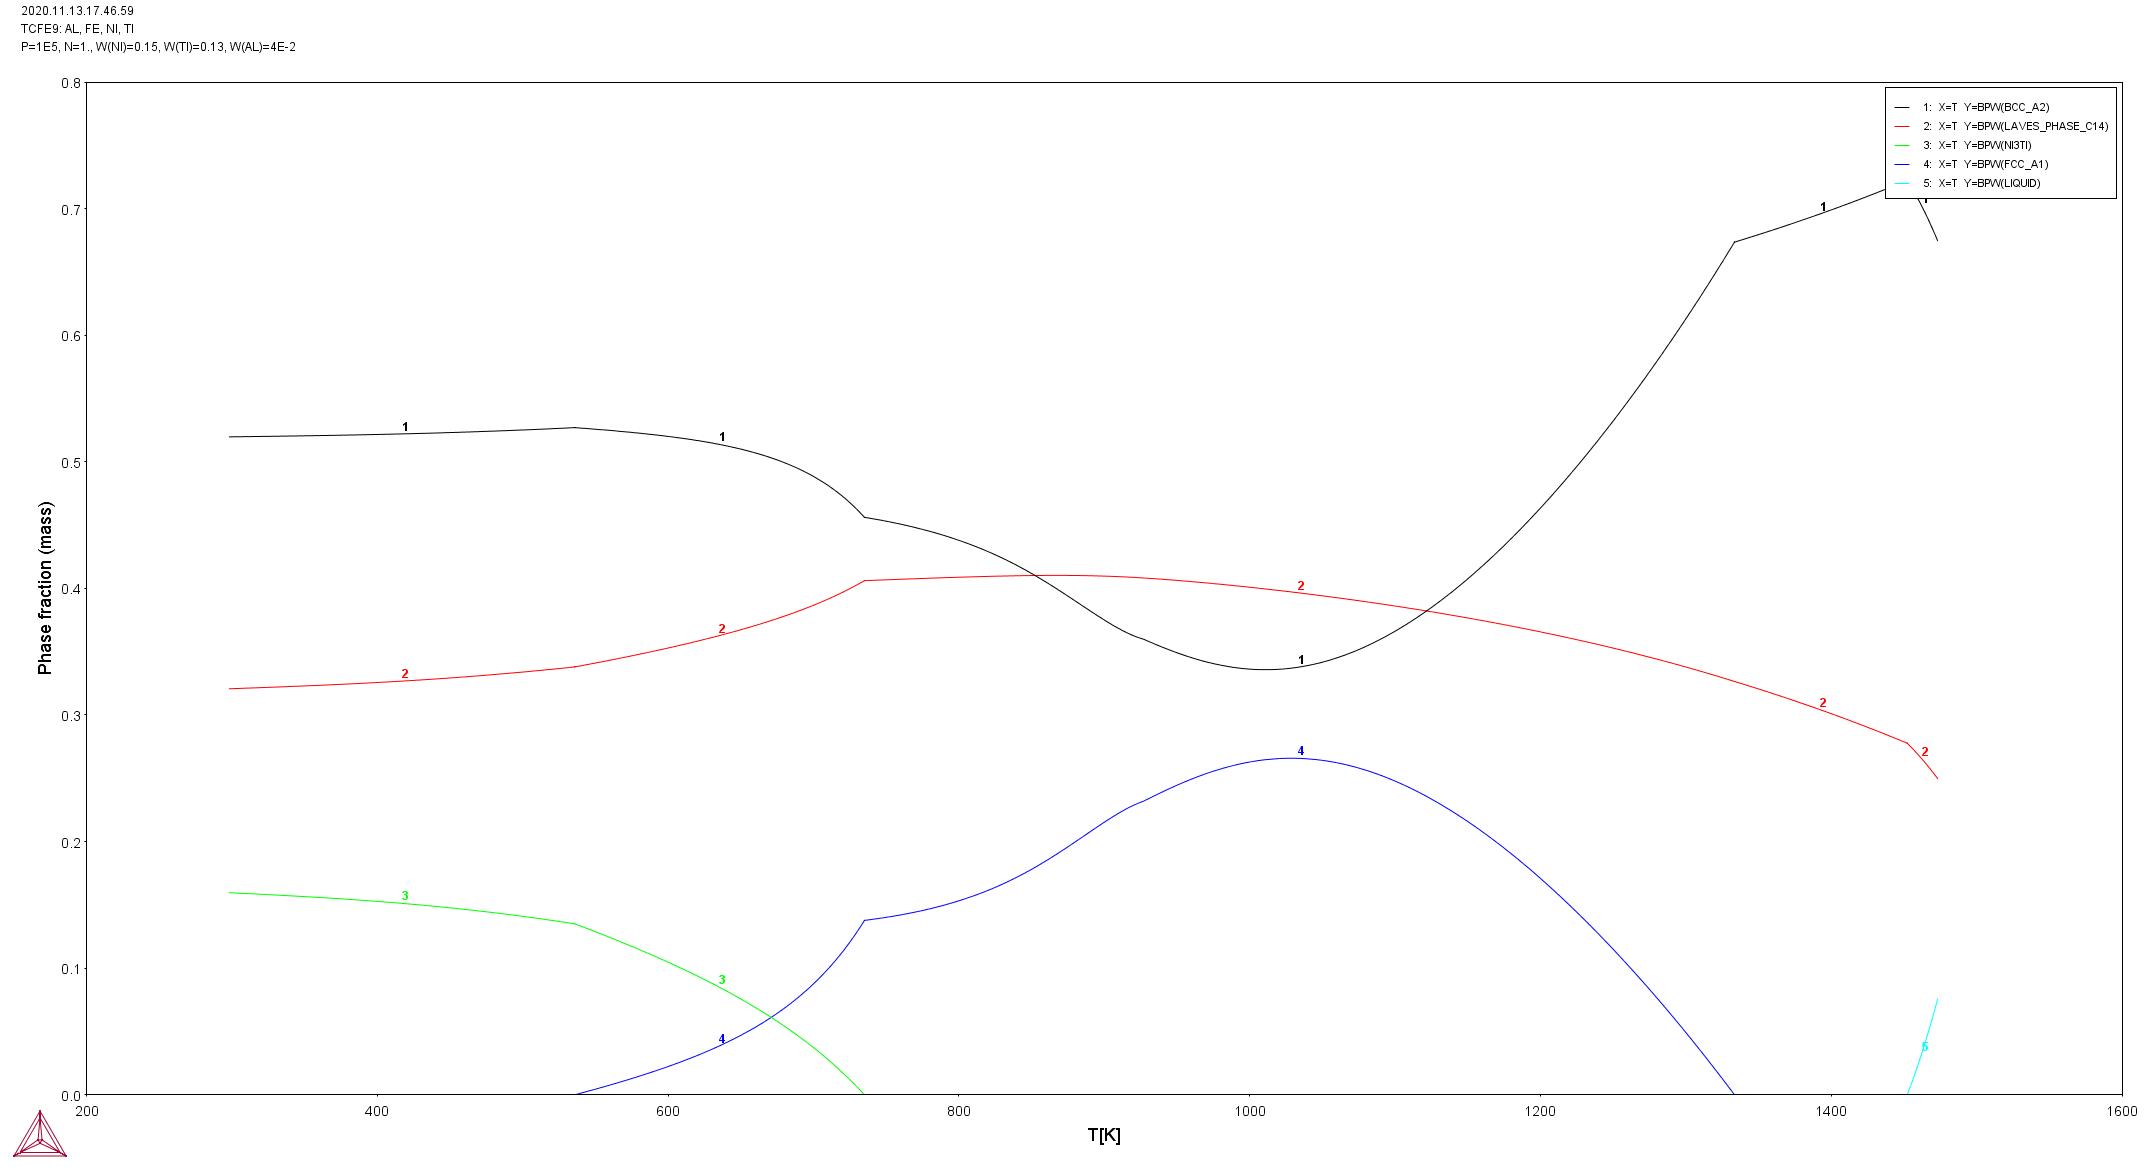 2020.11.13.17.46.59
TCFE9: AL, FE, NI, TI
P=1E5, N=1., W(NI)=0.15, W(TI)=0.13, W(AL)=4E-2
1: X=T Y=BPW(BCC_A2)
2: X=T Y=BPW(LAVES_PHASE_C14)
3: X=T Y=BPW(NI3TI)
4: X=T Y=BPW(FCC_A1)
5: X=T Y=BPW(LIQUID)
0.8
0.7
0.6
0.5
0.4
0.3
0.2
0.1
0.0
Phase fraction (mass)
1 1 1 1 1
2 2 2 2 2
3 3
4 4
5
200 400 600 800 1000 1200 1400 1600
T[K]